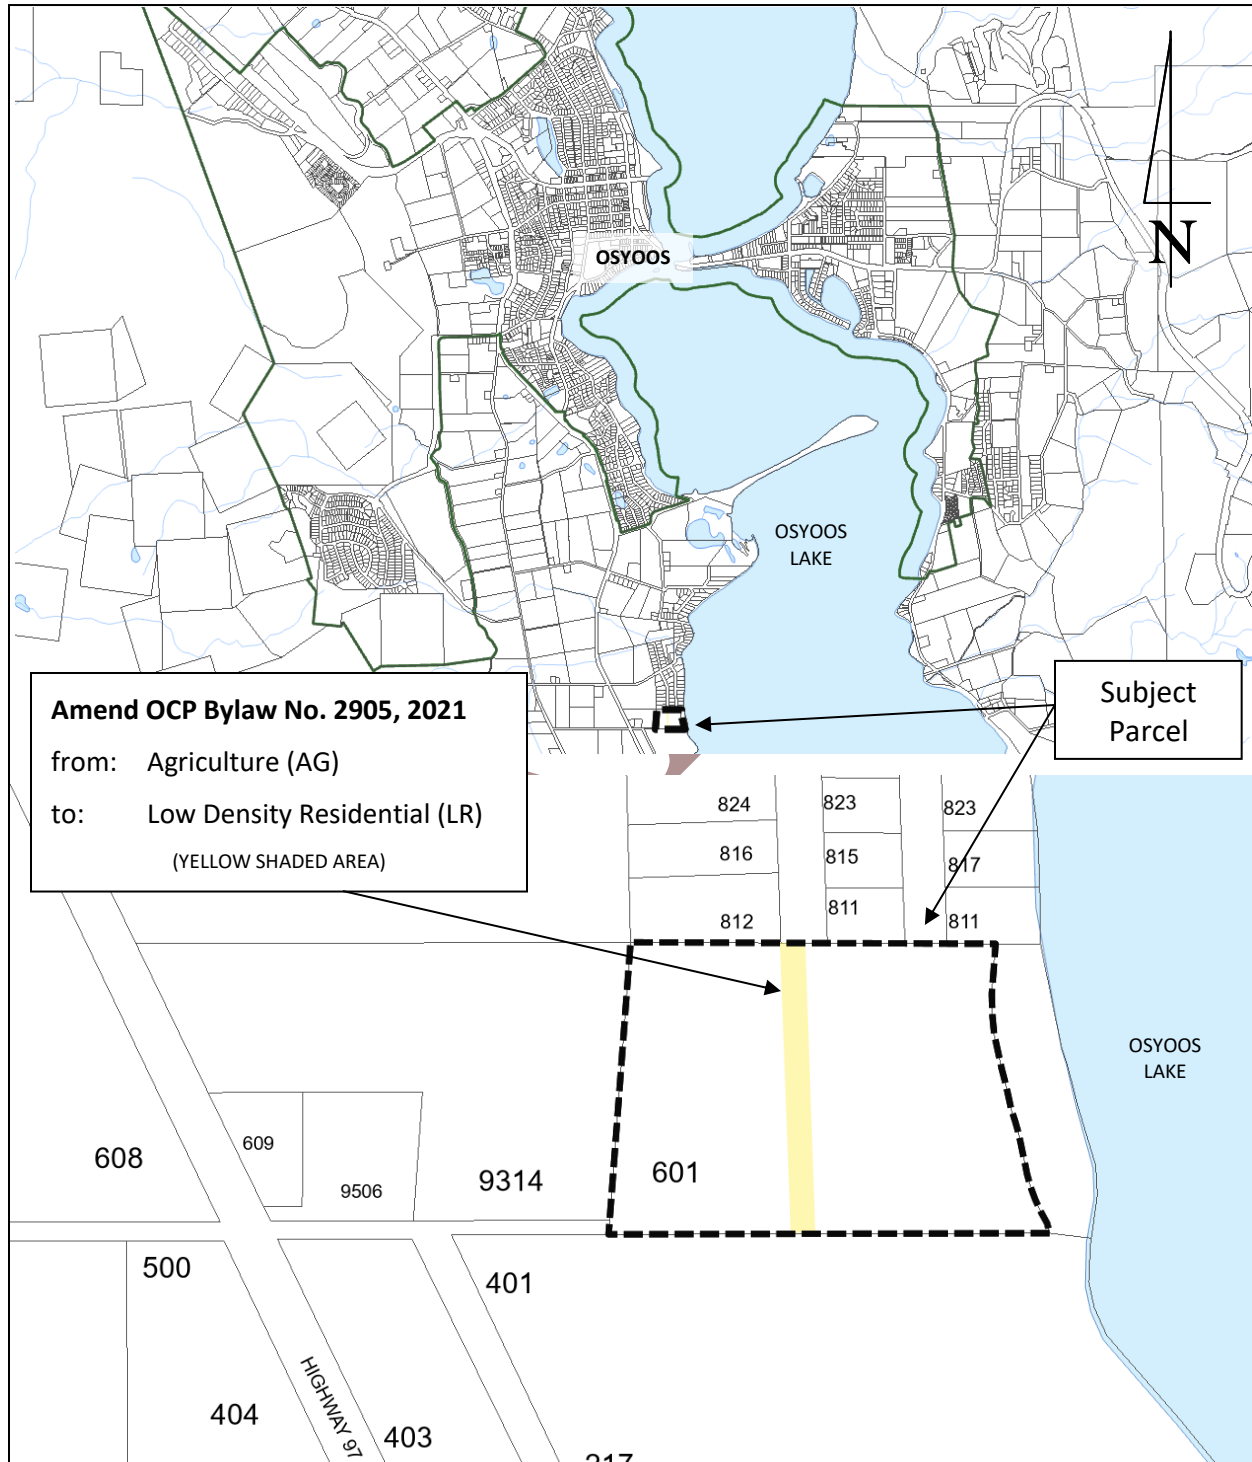 N
OSYOOS
OSYOOS
LAKE
Subject
Parcel
Amend OCP Bylaw No. 2905, 2021
from: Agriculture (AG)
to: Low Density Residential (LR)
(YELLOW SHADED AREA)
824
823
823
816
815
817
812
811
811
OSYOOS
LAKE
608
609
9506
9314
601
500
401
HIGHWAY 97
404
403